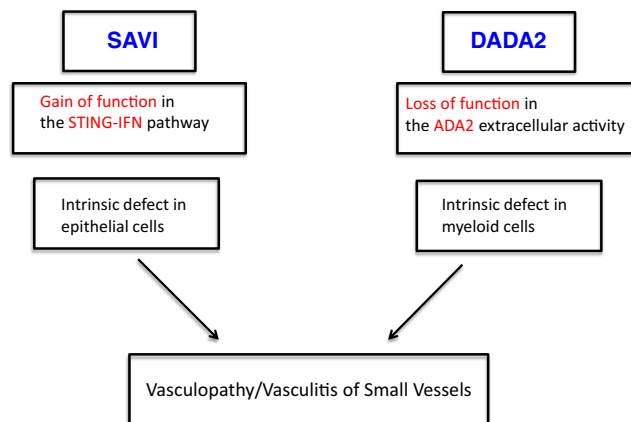 SAVI
DADA2
Gain of function in
the STING-IFN pathway
Loss of function in
the ADA2 extracellular activity
Intrinsic defect in
epithelial cells
Intrinsic defect in
myeloid cells
Vasculopathy/Vasculitis of Small Vessels